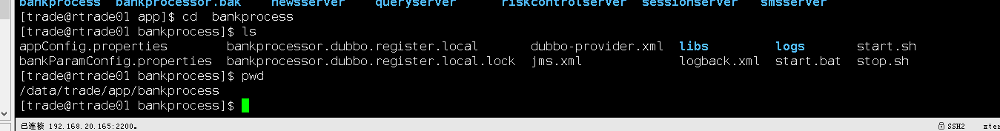 bankprocess  bankprocessor.bak  newsserver  queryserver  riskcontrolserver  sessionserver  smsserver
[trade@rtrade01 app]$ cd  bankprocess
[trade@rtrade01 bankprocess]$ ls
appConfig.properties  bankprocessor.dubbo.register.local  dubbo-provider.xml  libs  logs  start.sh
bankParamConfig.properties  bankprocessor.dubbo.register.local.lock  jms.xml  logback.xml  start.bat  stop.sh
[trade@rtrade01 bankprocess]$ pwd
/data/trade/app/bankprocess
[trade@rtrade01 bankprocess]$
已连接 192.168.20.165:2200。 SSH2 xter